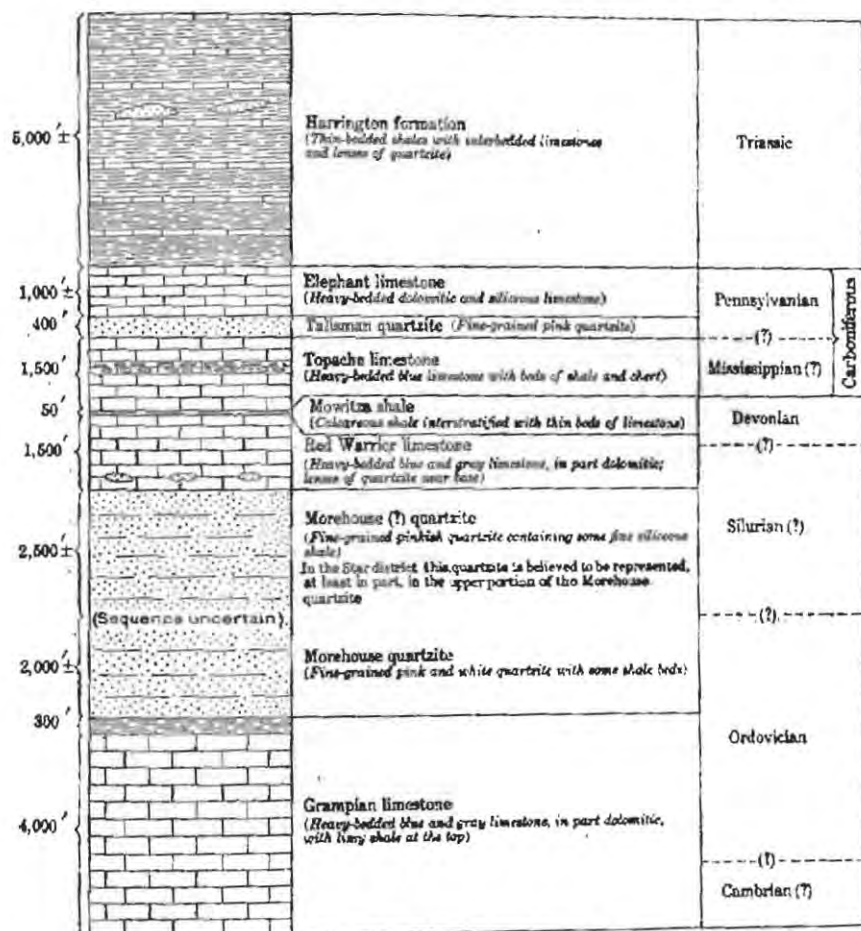 5,000′±
Harrington formation
(Thin-bedded shales with interbedded limestones
and lenses of quartzite)
Triassic
1,000′±
Elephant limestone
(Heavy-bedded dolomitic and siliceous limestone)
Pennsylvanian
Carboniferous
400′
Talisman quartzite (Fine-grained pink quartzite)
(?)
1,500′
Topache limestone
(Heavy-bedded blue limestone with beds of shale and chert)
Mississippian (?)
50′
Mowitza shale
(Calcareous shale interstratified with thin beds of limestone)
Devonian
1,500′
Red Warrior limestone
(Heavy-bedded blue and gray limestone, in part dolomitic;
lenses of quartzite near base)
(?)
2,500′±
Morehouse (?) quartzite
(Fine-grained pinkish quartzite containing some fine siliceous
shale)
In the Star district this quartzite is believed to be represented,
at least in part, in the upper portion of the Morehouse
quartzite
Silurian (?)
(Sequence uncertain)
(?)
2,000′±
Morehouse quartzite
(Fine-grained pink and white quartzite with some shale beds)
300′
Ordovician
4,000′
Grampian limestone
(Heavy-bedded blue and gray limestone, in part dolomitic,
with limy shale at the top)
(?)
Cambrian (?)